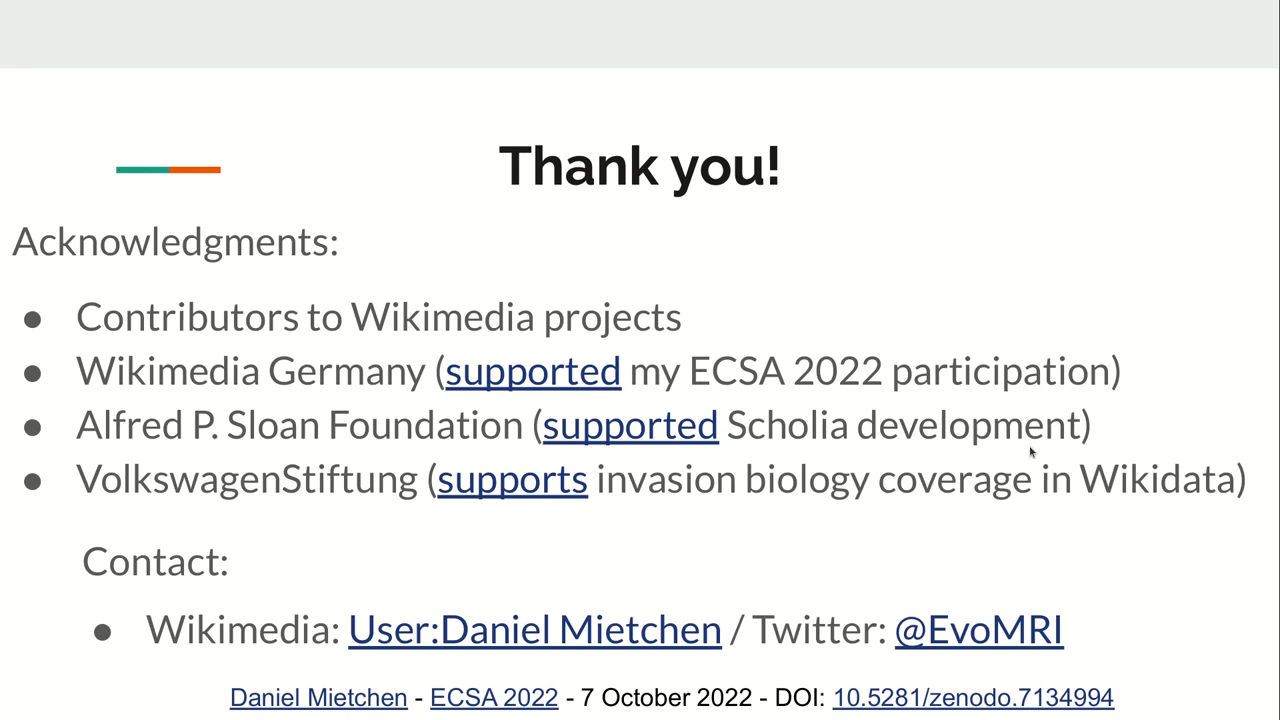 Thank you!
Acknowledgments:
● Contributors to Wikimedia projects
● Wikimedia Germany (supported my ECSA 2022 participation)
● Alfred P. Sloan Foundation (supported Scholia development)
● VolkswagenStiftung (supports invasion biology coverage in Wikidata)
Contact:
● Wikimedia: User:Daniel Mietchen / Twitter: @EvoMRI
Daniel Mietchen - ECSA 2022 - 7 October 2022 - DOI: 10.5281/zenodo.7134994